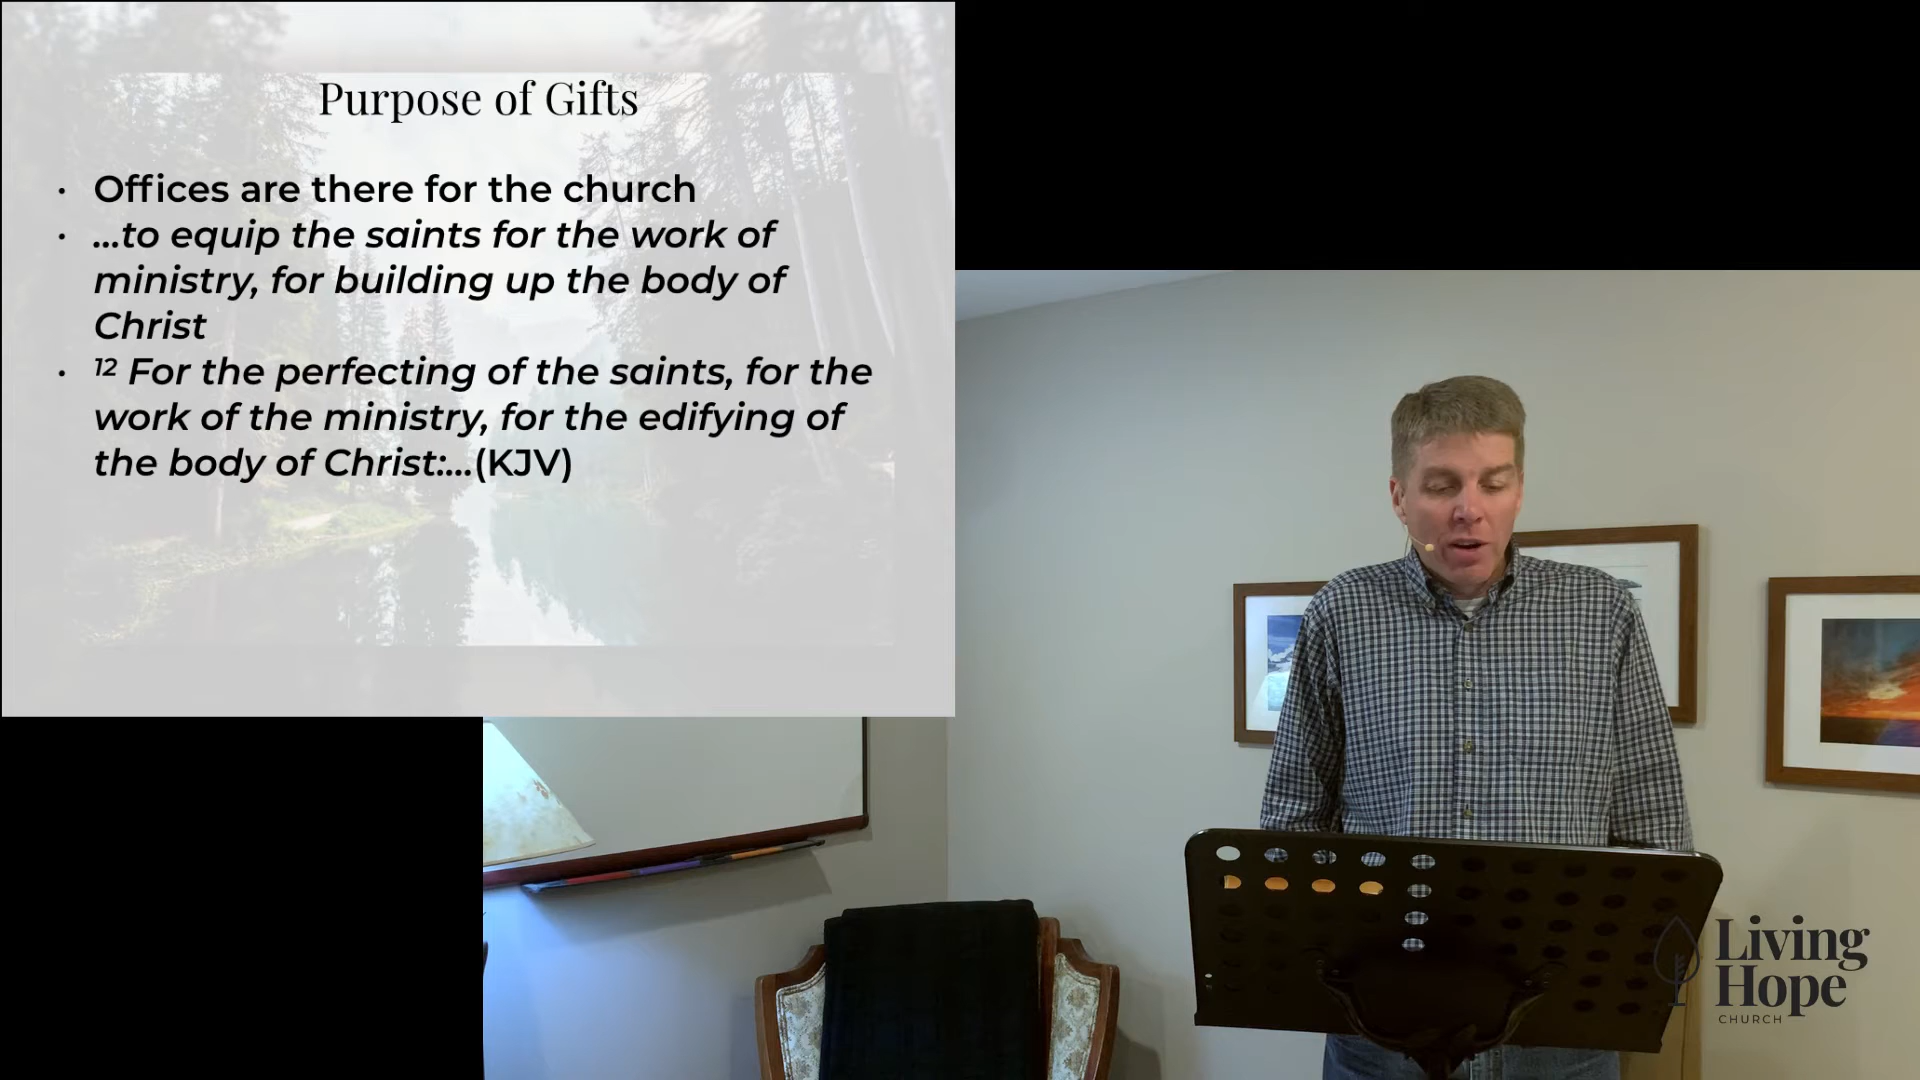 Purpose of Gifts
• Offices are there for the church
• ...to equip the saints for the work of
ministry, for building up the body of
Christ
• ¹² For the perfecting of the saints, for the
work of the ministry, for the edifying of
the body of Christ:...(KJV)
Living
Hope
CHURCH